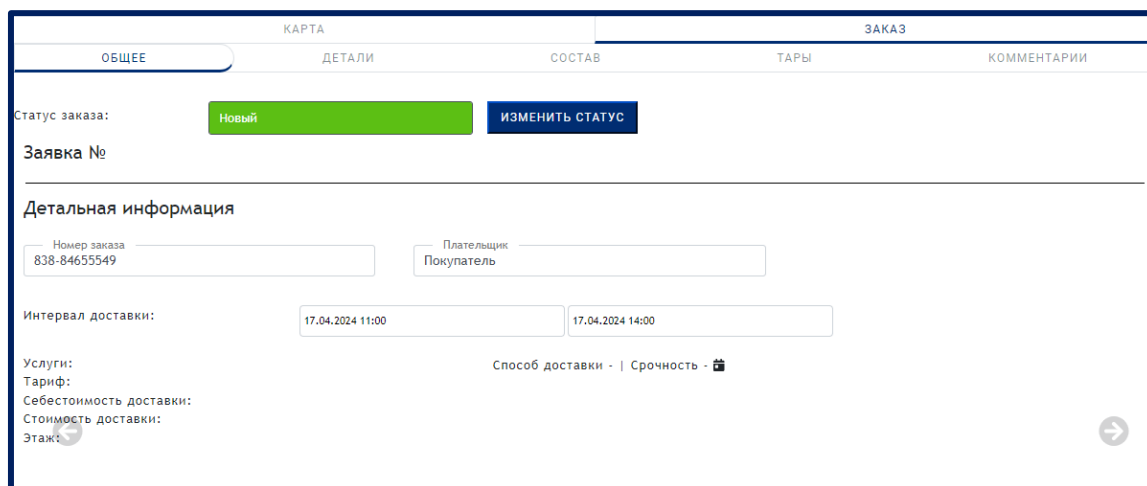 КАРТА ЗАКАЗ
ОБЩЕЕ ДЕТАЛИ СОСТАВ ТАРЫ КОММЕНТАРИИ
Статус заказа: Новый ИЗМЕНИТЬ СТАТУС
Заявка №
Детальная информация
Номер заказа Плательщик
838-84655549 Покупатель
Интервал доставки: 17.04.2024 11:00 17.04.2024 14:00
Услуги: Способ доставки - | Срочность -
Тариф:
Себестоимость доставки:
Стоимость доставки:
Этаж: